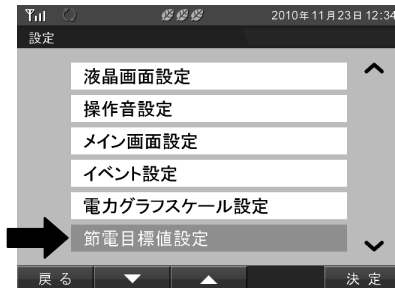 2010年11月23日 12:34
設定
液晶画面設定
操作音設定
メイン画面設定
イベント設定
電力グラフスケール設定
節電目標値設定
戻る ▼ ▲ 決定